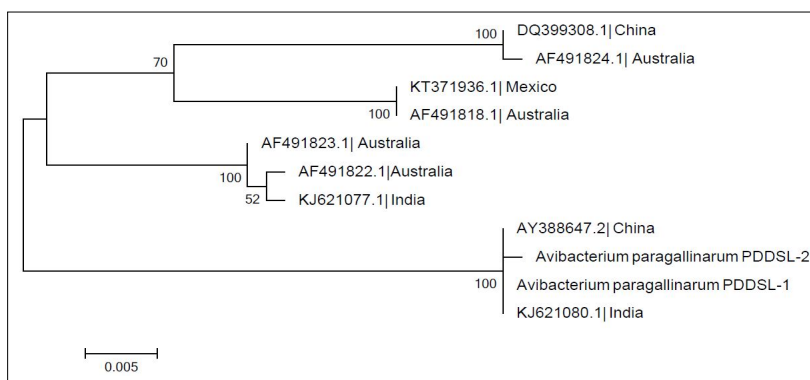 100
DQ399308.1| China
AF491824.1| Australia
70
KT371936.1| Mexico
100
AF491818.1| Australia
AF491823.1| Australia
100
AF491822.1|Australia
52
KJ621077.1| India
AY388647.2| China
Avibacterium paragallinarum PDDSL-2
100
Avibacterium paragallinarum PDDSL-1
KJ621080.1| India
0.005